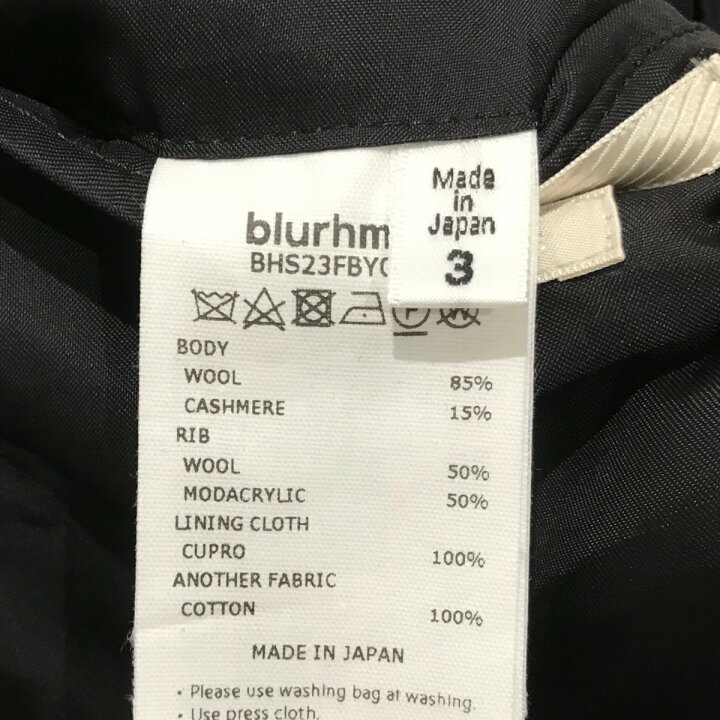 Made
in
Japan
3
blurhm
BHS23FBY
P
W
BODY
WOOL 85%
CASHMERE 15%
RIB
WOOL 50%
MODACRYLIC 50%
LINING CLOTH
CUPRO 100%
ANOTHER FABRIC
COTTON 100%
MADE IN JAPAN
• Please use washing bag at washing.
• Use press cloth.